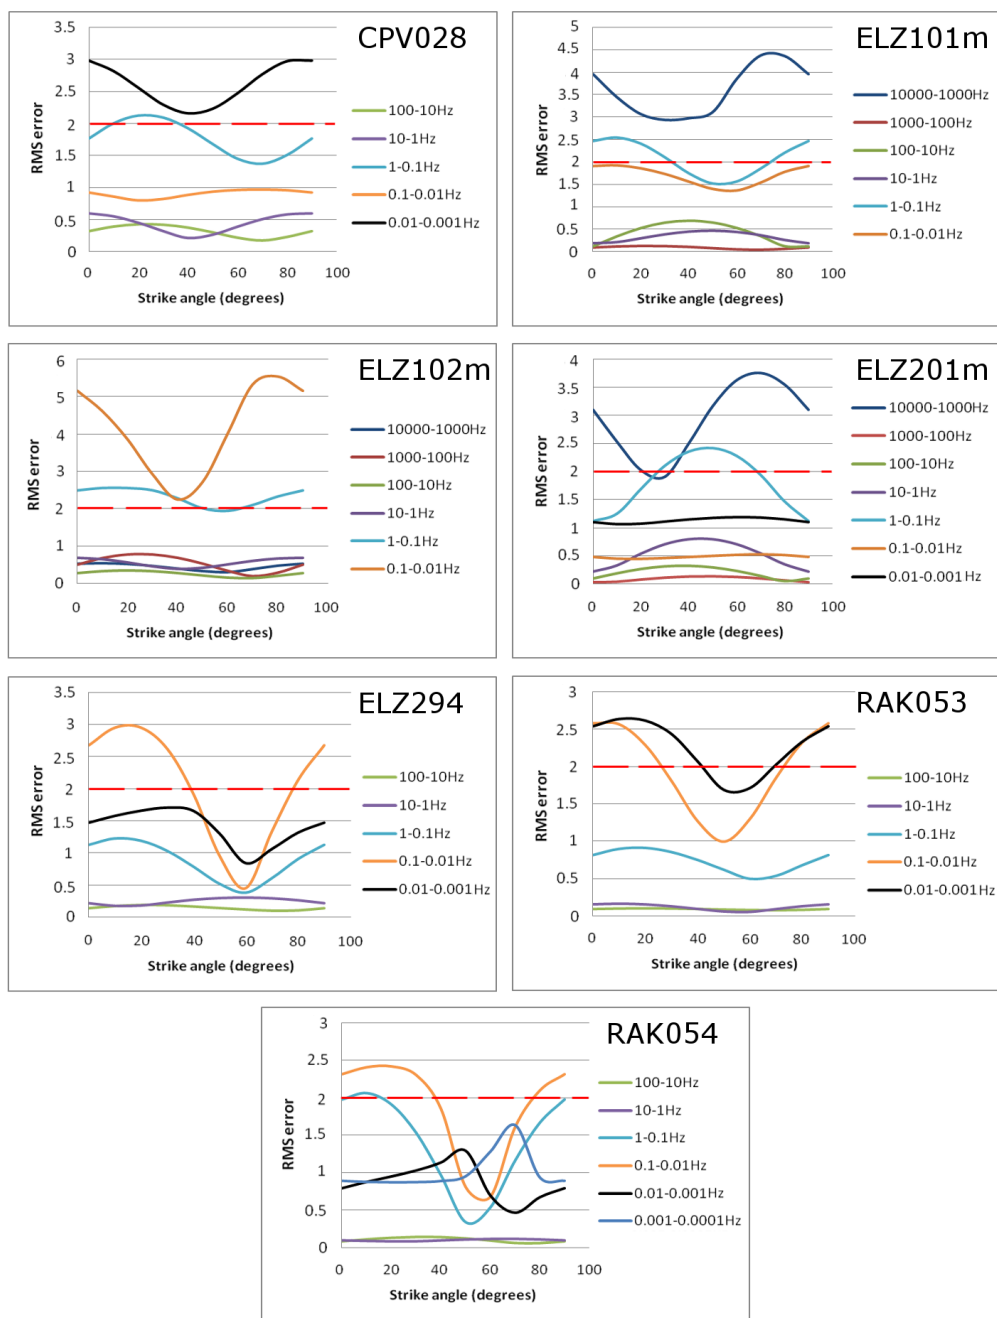 CPV028
3.5
3
2.5
2
1.5
1
0.5
0
RMS error
0 20 40 60 80 100
Strike angle (degrees)
100-10Hz
10-1Hz
1-0.1Hz
0.1-0.01Hz
0.01-0.001Hz
ELZ101m
5
4.5
4
3.5
3
2.5
2
1.5
1
0.5
0
RMS error
0 20 40 60 80 100
Strike angle (degrees)
10000-1000Hz
1000-100Hz
100-10Hz
10-1Hz
1-0.1Hz
0.1-0.01Hz
ELZ102m
6
5
4
3
2
1
0
RMS error
0 20 40 60 80 100
Strike angle (degrees)
10000-1000Hz
1000-100Hz
100-10Hz
10-1Hz
1-0.1Hz
0.1-0.01Hz
ELZ201m
4
3.5
3
2.5
2
1.5
1
0.5
0
RMS error
0 20 40 60 80 100
Strike angle (degrees)
10000-1000Hz
1000-100Hz
100-10Hz
10-1Hz
1-0.1Hz
0.1-0.01Hz
0.01-0.001Hz
ELZ294
3.5
3
2.5
2
1.5
1
0.5
0
RMS error
0 20 40 60 80 100
Strike angle (degrees)
100-10Hz
10-1Hz
1-0.1Hz
0.1-0.01Hz
0.01-0.001Hz
RAK053
3
2.5
2
1.5
1
0.5
0
RMS error
0 20 40 60 80 100
Strike angle (degrees)
100-10Hz
10-1Hz
1-0.1Hz
0.1-0.01Hz
0.01-0.001Hz
RAK054
3
2.5
2
1.5
1
0.5
0
RMS error
0 20 40 60 80 100
Strike angle (degrees)
100-10Hz
10-1Hz
1-0.1Hz
0.1-0.01Hz
0.01-0.001Hz
0.001-0.0001Hz